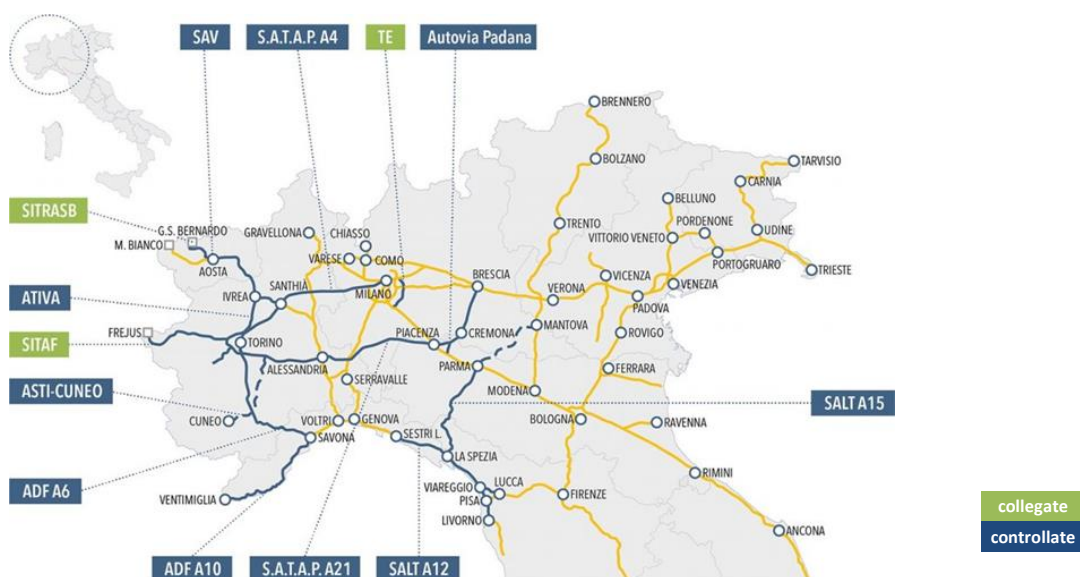 SAV
S.A.T.A.P. A4
TE
Autovia Padana
BRENNERO
BOLZANO
TARVISIO
CARNIA
BELLUNO
SITRASB
G.S. BERNARDO
GRAVELLONA
CHIASSO
TRENTO
PORDENONE
UDINE
M. BIANCO
VITTORIO VENETO
VARESE
COMO
PORTOGRUARO
AOSTA
TRIESTE
BRESCIA
VICENZA
SANTHIÀ
MILANO
VENEZIA
ATIVA
IVREA
VERONA
PADOVA
FREJUS
PIACENZA
CREMONA
MANTOVA
ROVIGO
SITAF
TORINO
ALESSANDRIA
PARMA
FERRARA
SERRAVALLE
ASTI-CUNEO
MODENA
SALT A15
CUNEO
VOLTRI
GENOVA
BOLOGNA
RAVENNA
SAVONA
SESTRI L.
LA SPEZIA
RIMINI
ADF A6
VENTIMIGLIA
VIAREGGIO
LUCCA
FIRENZE
PISA
LIVORNO
ANCONA
collegate
controllate
ADF A10
S.A.T.A.P. A21
SALT A12